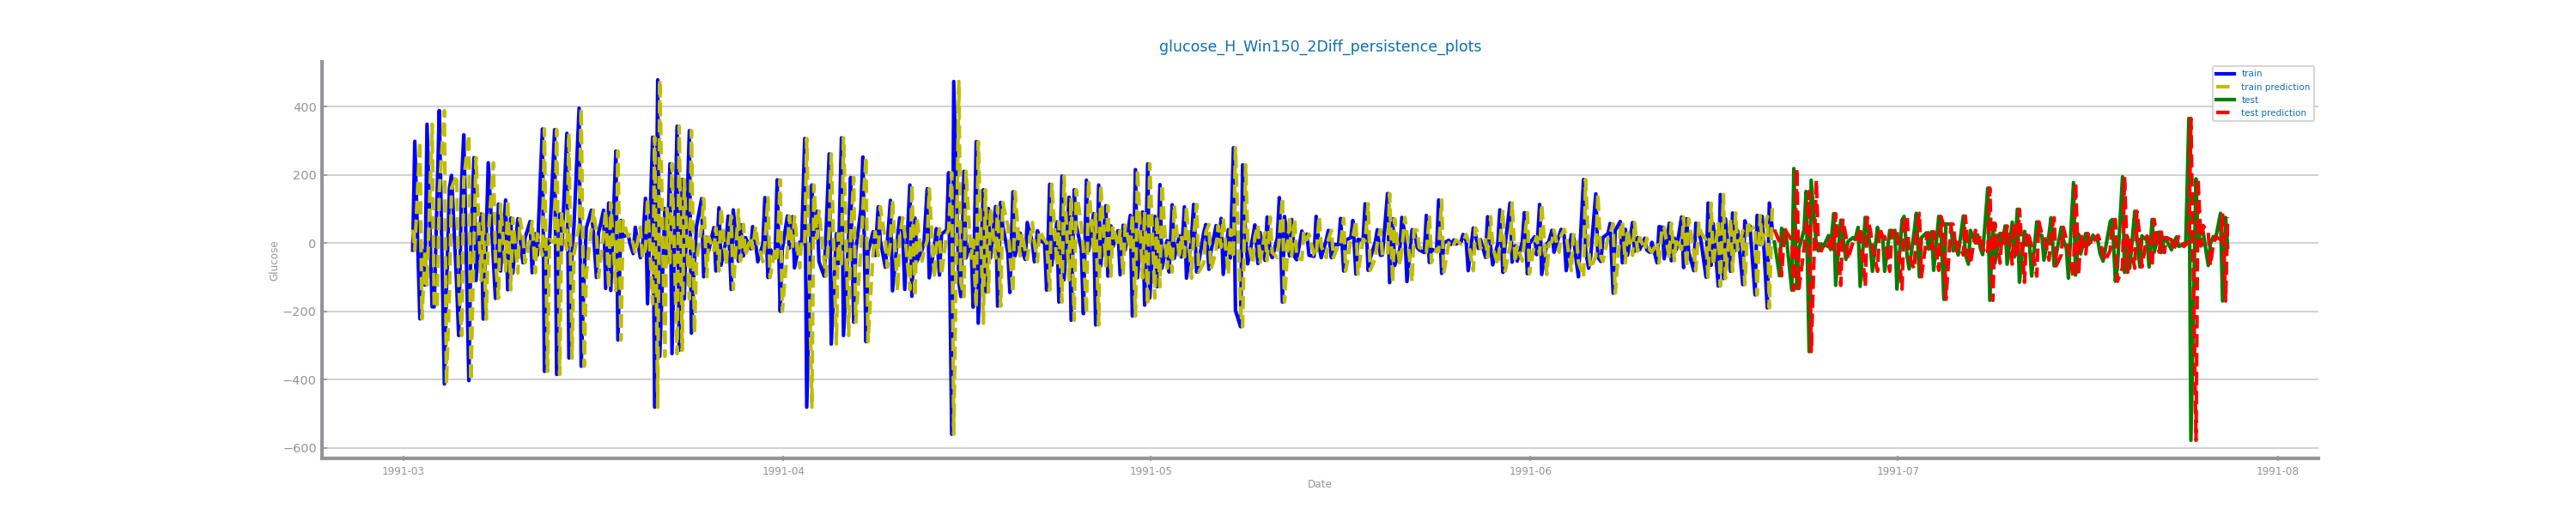 glucose_H_Win150_2Diff_persistence_plots
train
train prediction
test
test prediction
400
200
0
−200
−400
−600
Glucose
1991-03
1991-04
1991-05
1991-06
1991-07
1991-08
Date